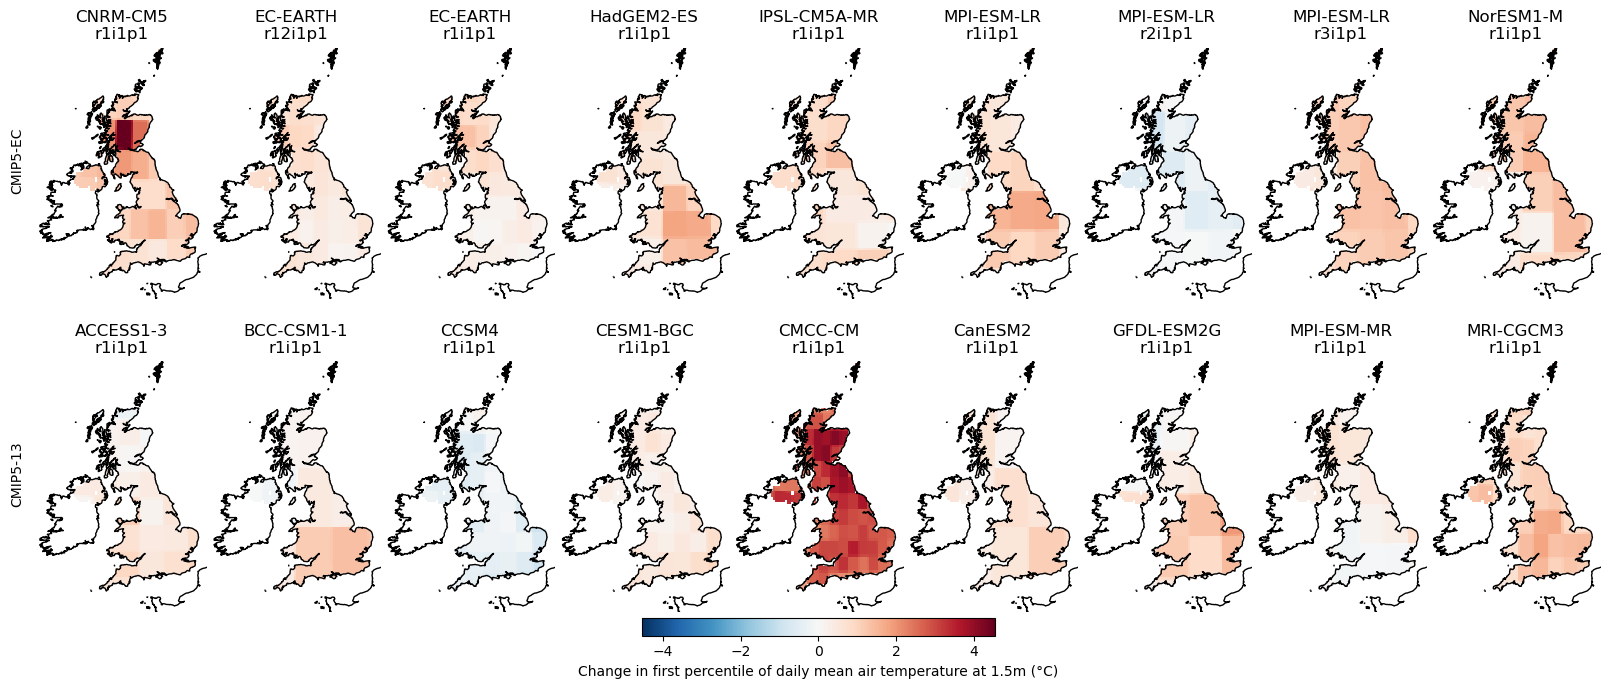 CNRM-CM5 EC-EARTH EC-EARTH HadGEM2-ES IPSL-CM5A-MR MPI-ESM-LR MPI-ESM-LR MPI-ESM-LR NorESM1-M
r1i1p1 r12i1p1 r1i1p1 r1i1p1 r1i1p1 r1i1p1 r2i1p1 r3i1p1 r1i1p1
CMIP5-EC
ACCESS1-3 BCC-CSM1-1 CCSM4 CESM1-BGC CMCC-CM CanESM2 GFDL-ESM2G MPI-ESM-MR MRI-CGCM3
r1i1p1 r1i1p1 r1i1p1 r1i1p1 r1i1p1 r1i1p1 r1i1p1 r1i1p1 r1i1p1
CMIP5-13
−4 −2 0 2 4
Change in first percentile of daily mean air temperature at 1.5m (°C)